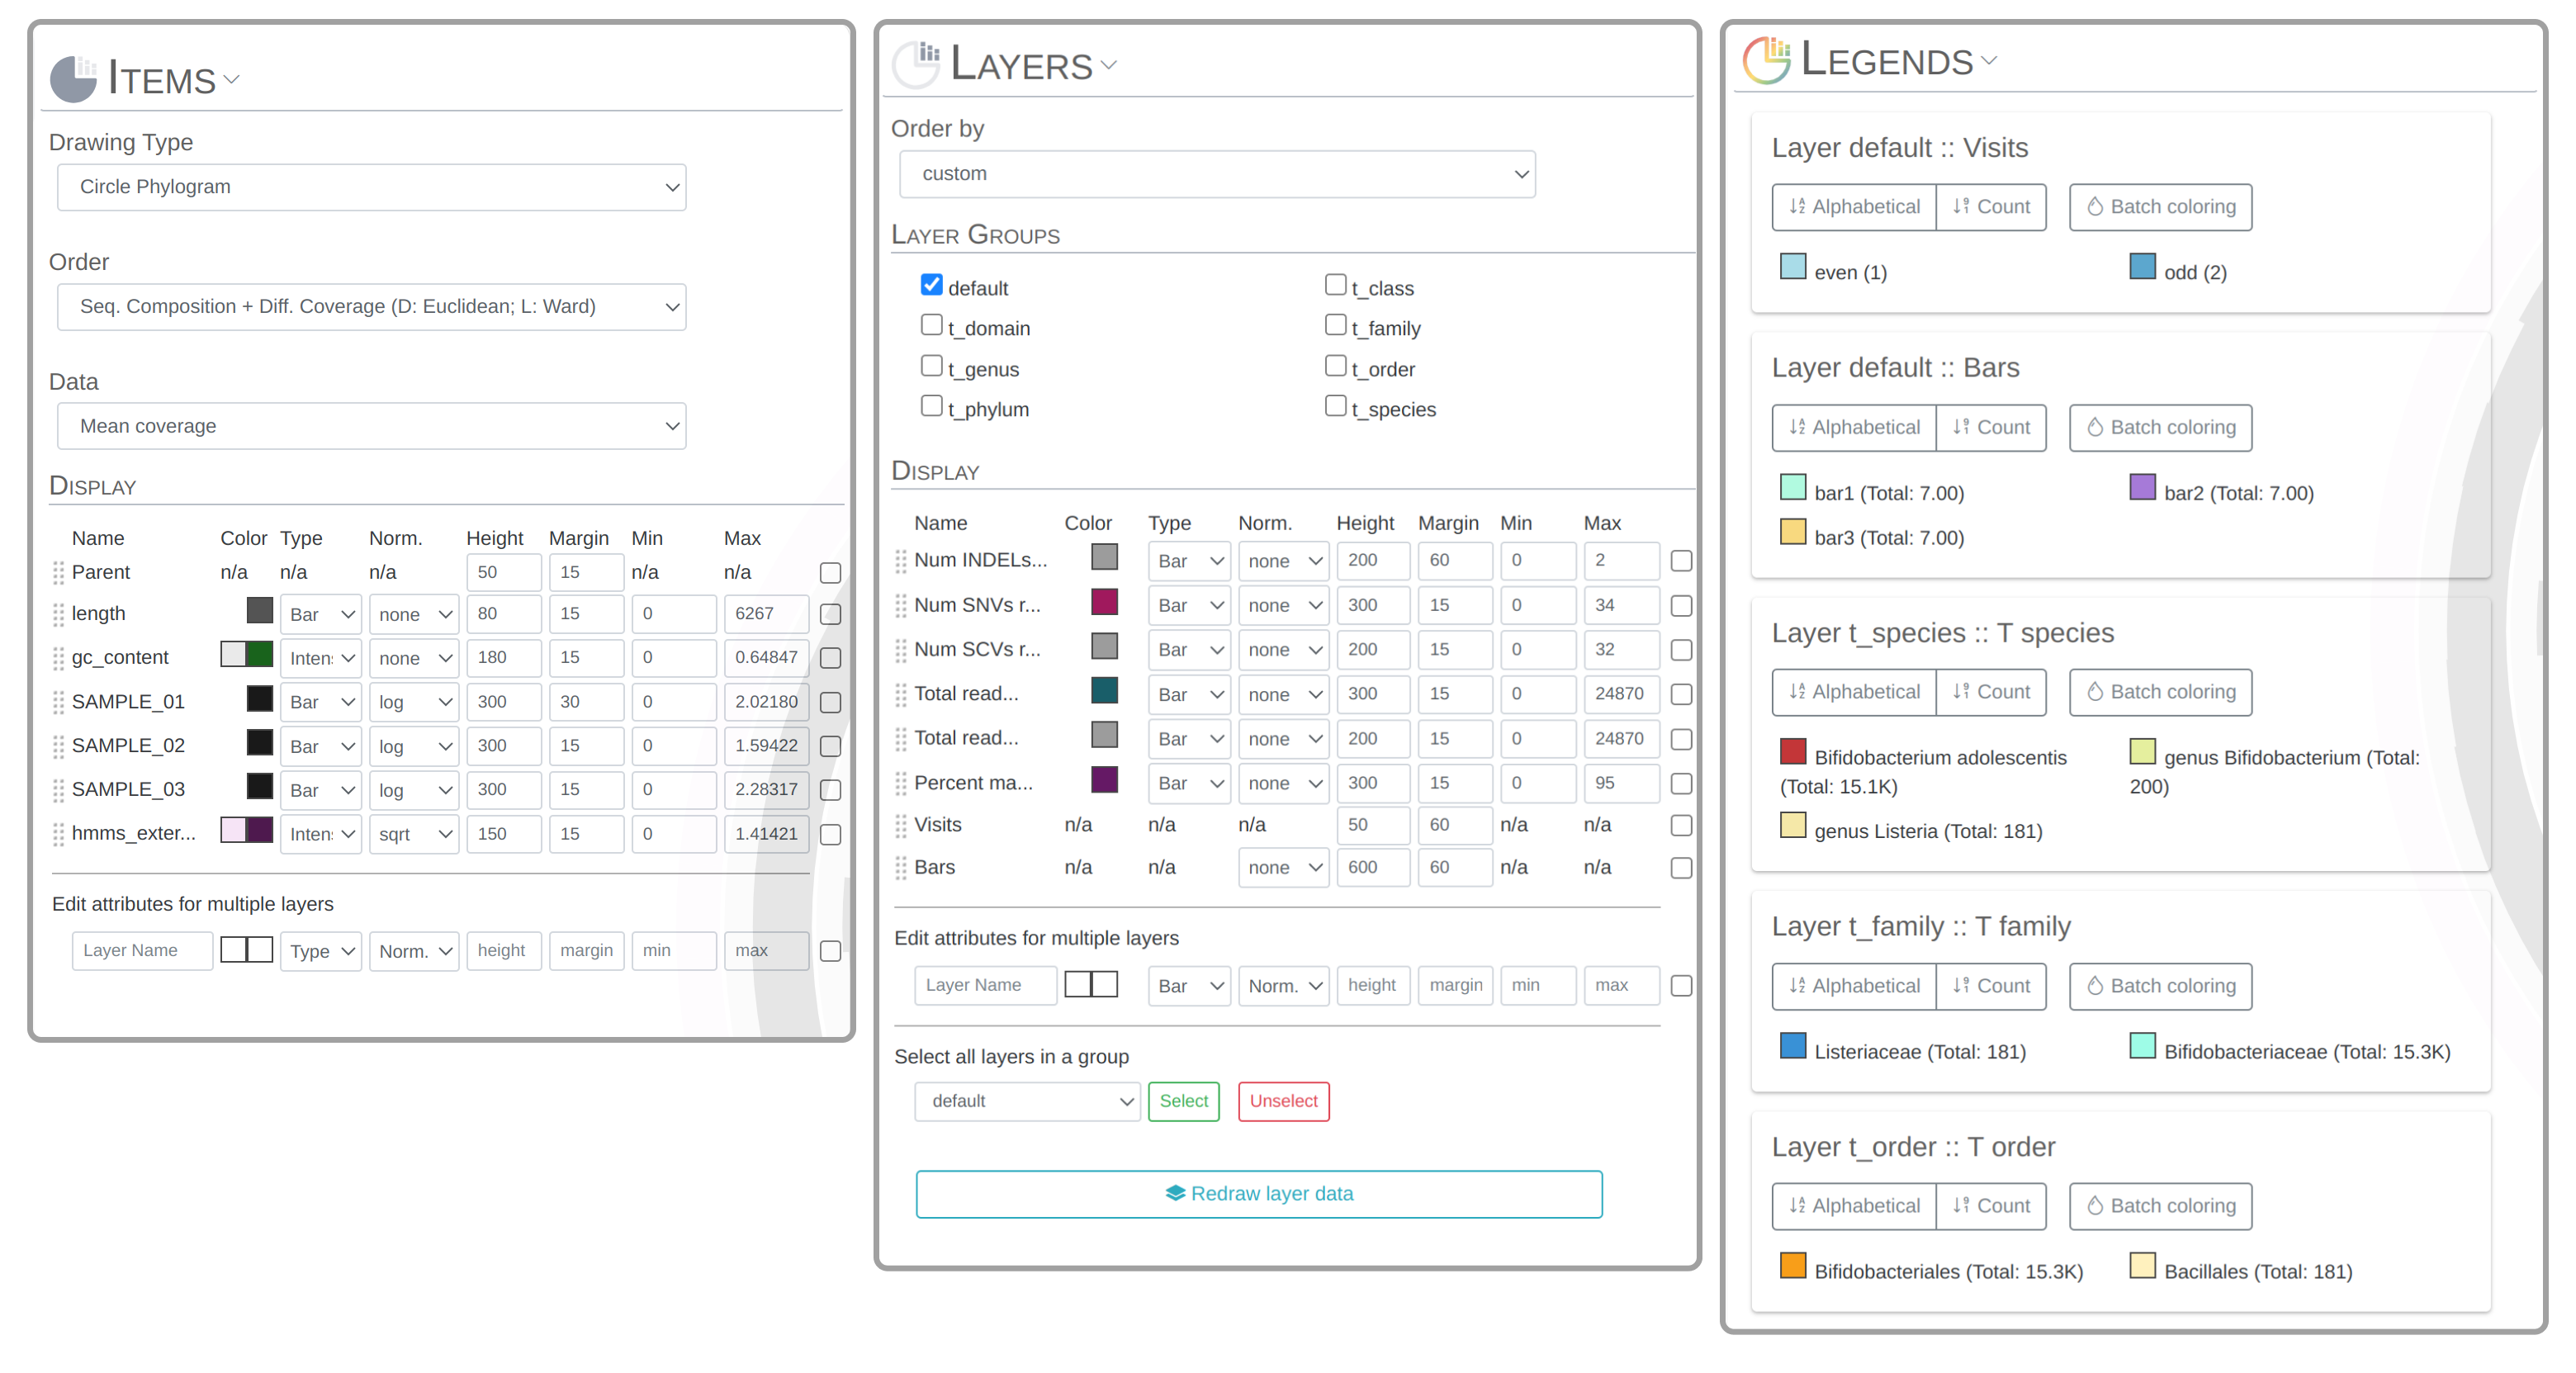 ITEMS
Drawing Type
Circle Phylogram
Order
Seq. Composition + Diff. Coverage (D: Euclidean; L: Ward)
Data
Mean coverage
DISPLAY
Name Color Type Norm. Height Margin Min Max
Parent n/a n/a n/a 50 15 n/a n/a
length Bar none 80 15 0 6267
gc_content Inten: none 180 15 0 0.64847
SAMPLE_01 Bar log 300 30 0 2.02180
SAMPLE_02 Bar log 300 15 0 1.59422
SAMPLE_03 Bar log 300 15 0 2.28317
hmms_exter... Inten: sqrt 150 15 0 1.41421
Edit attributes for multiple layers
Layer Name Type Norm. height margin min max
LAYERS
Order by
custom
LAYER GROUPS
default t_class
t_domain t_family
t_genus t_order
t_phylum t_species
DISPLAY
Name Color Type Norm. Height Margin Min Max
Num INDELs... Bar none 200 60 0 2
Num SNVs r... Bar none 300 15 0 34
Num SCVs r... Bar none 200 15 0 32
Total read... Bar none 300 15 0 24870
Total read... Bar none 200 15 0 24870
Percent ma... Bar none 300 15 0 95
Visits n/a n/a n/a 50 60 n/a n/a
Bars n/a n/a none 600 60 n/a n/a
Edit attributes for multiple layers
Layer Name Bar Norm. height margin min max
Select all layers in a group
default Select Unselect
Redraw layer data
LEGENDS
Layer default :: Visits
Alphabetical Count Batch coloring
even (1) odd (2)
Layer default :: Bars
Alphabetical Count Batch coloring
bar1 (Total: 7.00) bar2 (Total: 7.00)
bar3 (Total: 7.00)
Layer t_species :: T species
Alphabetical Count Batch coloring
Bifidobacterium adolescentis (Total: 15.1K)
genus Bifidobacterium (Total: 200)
genus Listeria (Total: 181)
Layer t_family :: T family
Alphabetical Count Batch coloring
Listeriaceae (Total: 181) Bifidobacteriaceae (Total: 15.3K)
Layer t_order :: T order
Alphabetical Count Batch coloring
Bifidobacteriales (Total: 15.3K) Bacillales (Total: 181)